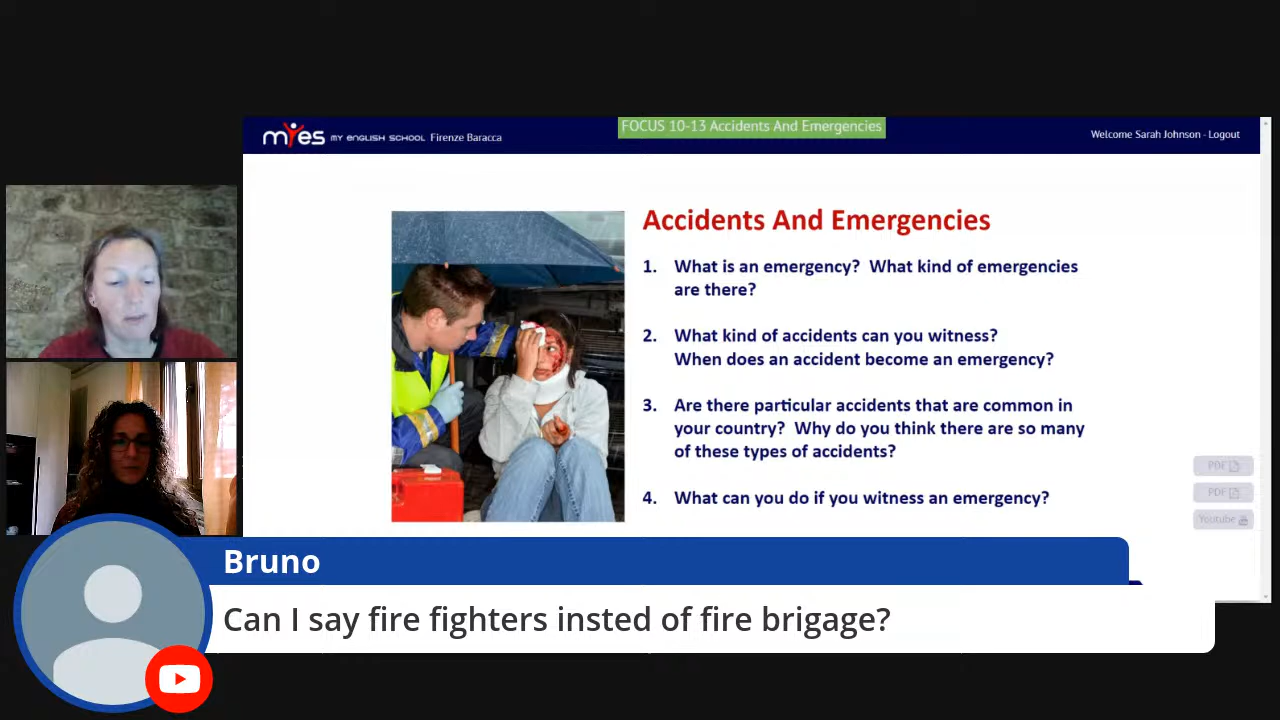 myes MY ENGLISH SCHOOL Firenze Baracca
FOCUS 10-13 Accidents And Emergencies
Welcome Sarah Johnson - Logout
Accidents And Emergencies
1. What is an emergency? What kind of emergencies
are there?
2. What kind of accidents can you witness?
When does an accident become an emergency?
3. Are there particular accidents that are common in
your country? Why do you think there are so many
of these types of accidents?
4. What can you do if you witness an emergency?
PDF
PDF
Youtube
Bruno
Can I say fire fighters insted of fire brigage?